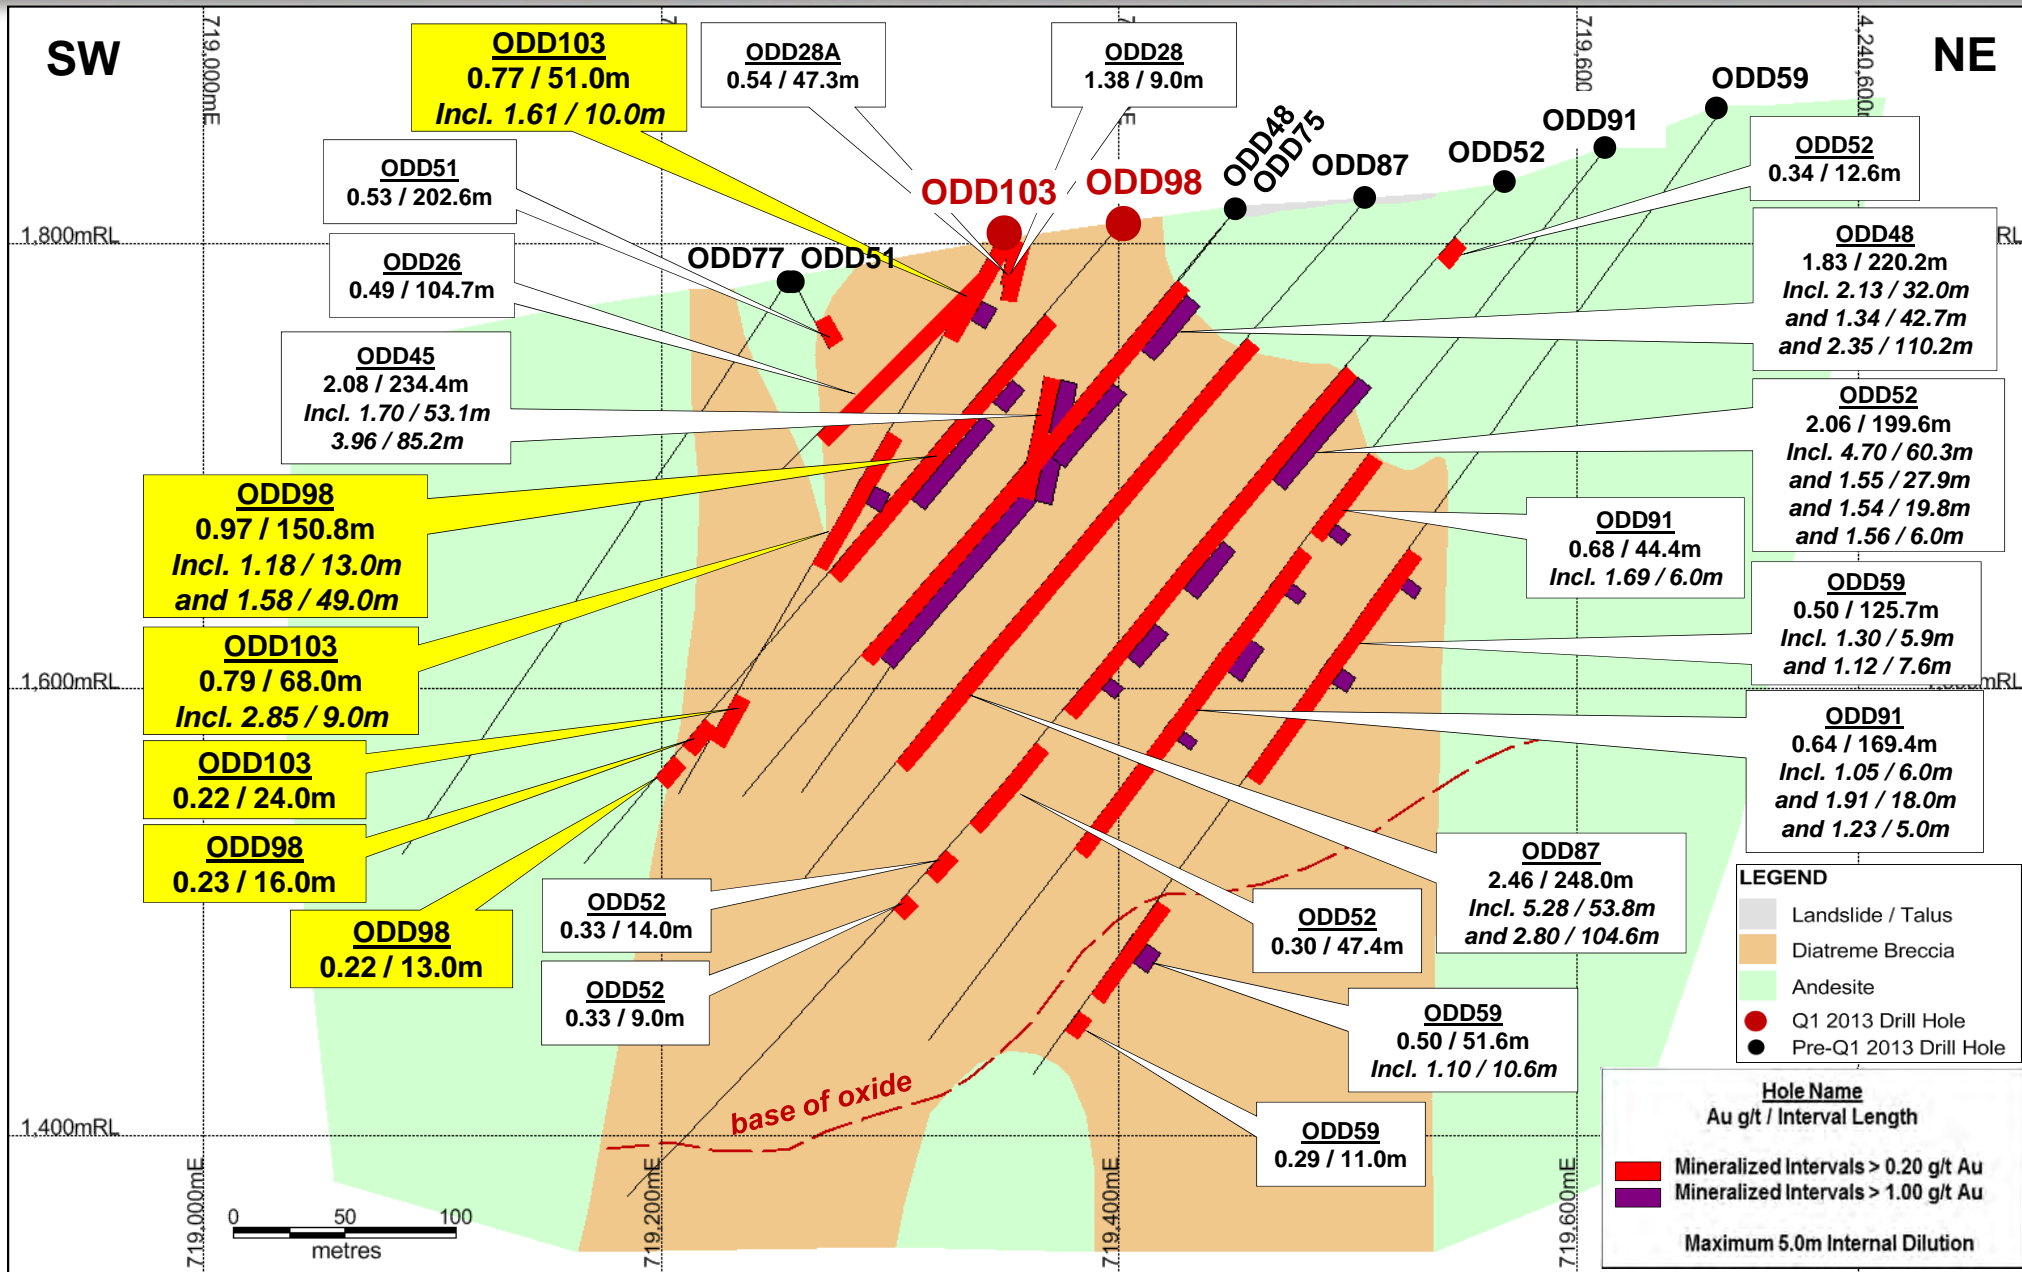 SW
NE
719,000mE
719,600
4,240,600m
ODD103
0.77 / 51.0m
Incl. 1.61 / 10.0m
ODD28A
0.54 / 47.3m
ODD28
1.38 / 9.0m
ODD59
ODD91
ODD52
ODD87
ODD48
ODD75
ODD98
ODD103
ODD77
ODD51
ODD51
0.53 / 202.6m
ODD26
0.49 / 104.7m
ODD45
2.08 / 234.4m
Incl. 1.70 / 53.1m
3.96 / 85.2m
ODD98
0.97 / 150.8m
Incl. 1.18 / 13.0m
and 1.58 / 49.0m
ODD103
0.79 / 68.0m
Incl. 2.85 / 9.0m
ODD103
0.22 / 24.0m
ODD98
0.23 / 16.0m
ODD98
0.22 / 13.0m
ODD52
0.33 / 14.0m
ODD52
0.33 / 9.0m
ODD52
0.34 / 12.6m
ODD48
1.83 / 220.2m
Incl. 2.13 / 32.0m
and 1.34 / 42.7m
and 2.35 / 110.2m
ODD52
2.06 / 199.6m
Incl. 4.70 / 60.3m
and 1.55 / 27.9m
and 1.54 / 19.8m
and 1.56 / 6.0m
ODD91
0.68 / 44.4m
Incl. 1.69 / 6.0m
ODD59
0.50 / 125.7m
Incl. 1.30 / 5.9m
and 1.12 / 7.6m
ODD91
0.64 / 169.4m
Incl. 1.05 / 6.0m
and 1.91 / 18.0m
and 1.23 / 5.0m
ODD87
2.46 / 248.0m
Incl. 5.28 / 53.8m
and 2.80 / 104.6m
ODD52
0.30 / 47.4m
ODD59
0.50 / 51.6m
Incl. 1.10 / 10.6m
ODD59
0.29 / 11.0m
1,800mRL
RL
1,600mRL
mRL
1,400mRL
base of oxide
719,000mE
719,200mE
719,400mE
719,600mE
0 50 100
metres
LEGEND
Landslide / Talus
Diatreme Breccia
Andesite
Q1 2013 Drill Hole
Pre-Q1 2013 Drill Hole
Hole Name
Au g/t / Interval Length
Mineralized Intervals > 0.20 g/t Au
Mineralized Intervals > 1.00 g/t Au
Maximum 5.0m Internal Dilution